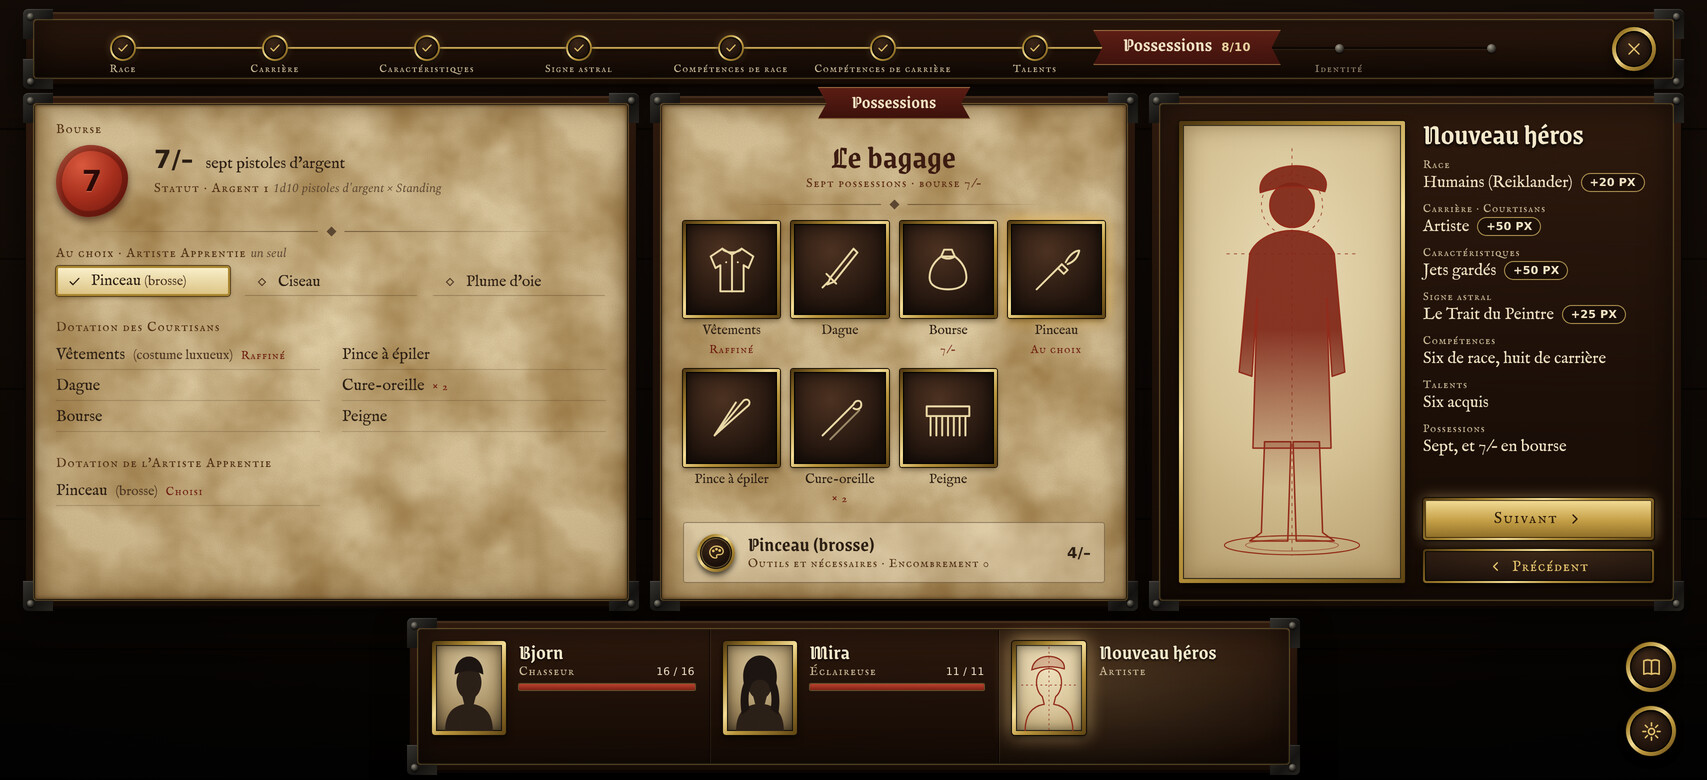 Race
Carrière
Caractéristiques
Signe astral
Compétences de race
Compétences de carrière
Talents
Possessions 8/10
Identité
Bourse
7
7/– sept pistoles d'argent
Statut · Argent 1 1d10 pistoles d'argent × Standing
Au choix · Artiste Apprentie un seul
Pinceau (brosse)
Ciseau
Plume d'oie
Dotation des Courtisans
Vêtements (costume luxueux) Raffiné
Pince à épiler
Dague
Cure-oreille × 2
Bourse
Peigne
Dotation de l'Artiste Apprentie
Pinceau (brosse) Choisi
Possessions
Le bagage
Sept possessions · bourse 7/–
Vêtements
Raffiné
Dague
Bourse
7/–
Pinceau
Au choix
Pince à épiler
Cure-oreille
× 2
Peigne
Pinceau (brosse)
Outils et nécessaires · Encombrement 0
4/–
Nouveau héros
Race
Humains (Reiklander) +20 PX
Carrière · Courtisans
Artiste +50 PX
Caractéristiques
Jets gardés +50 PX
Signe astral
Le Trait du Peintre +25 PX
Compétences
Six de race, huit de carrière
Talents
Six acquis
Possessions
Sept, et 7/– en bourse
Suivant
Précédent
Bjorn
Chasseur 16 / 16
Mira
Éclaireuse 11 / 11
Nouveau héros
Artiste